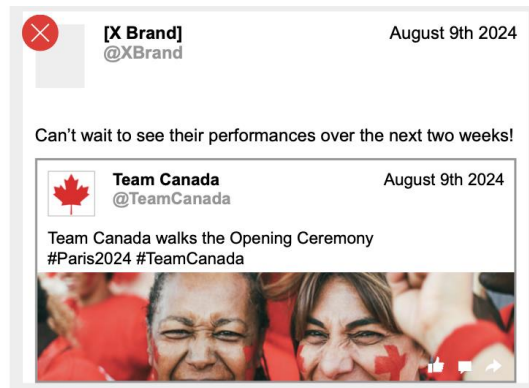 [X Brand]
August 9th 2024
@XBrand
Can’t wait to see their performances over the next two weeks!
Team Canada
August 9th 2024
@TeamCanada
Team Canada walks the Opening Ceremony
#Paris2024 #TeamCanada